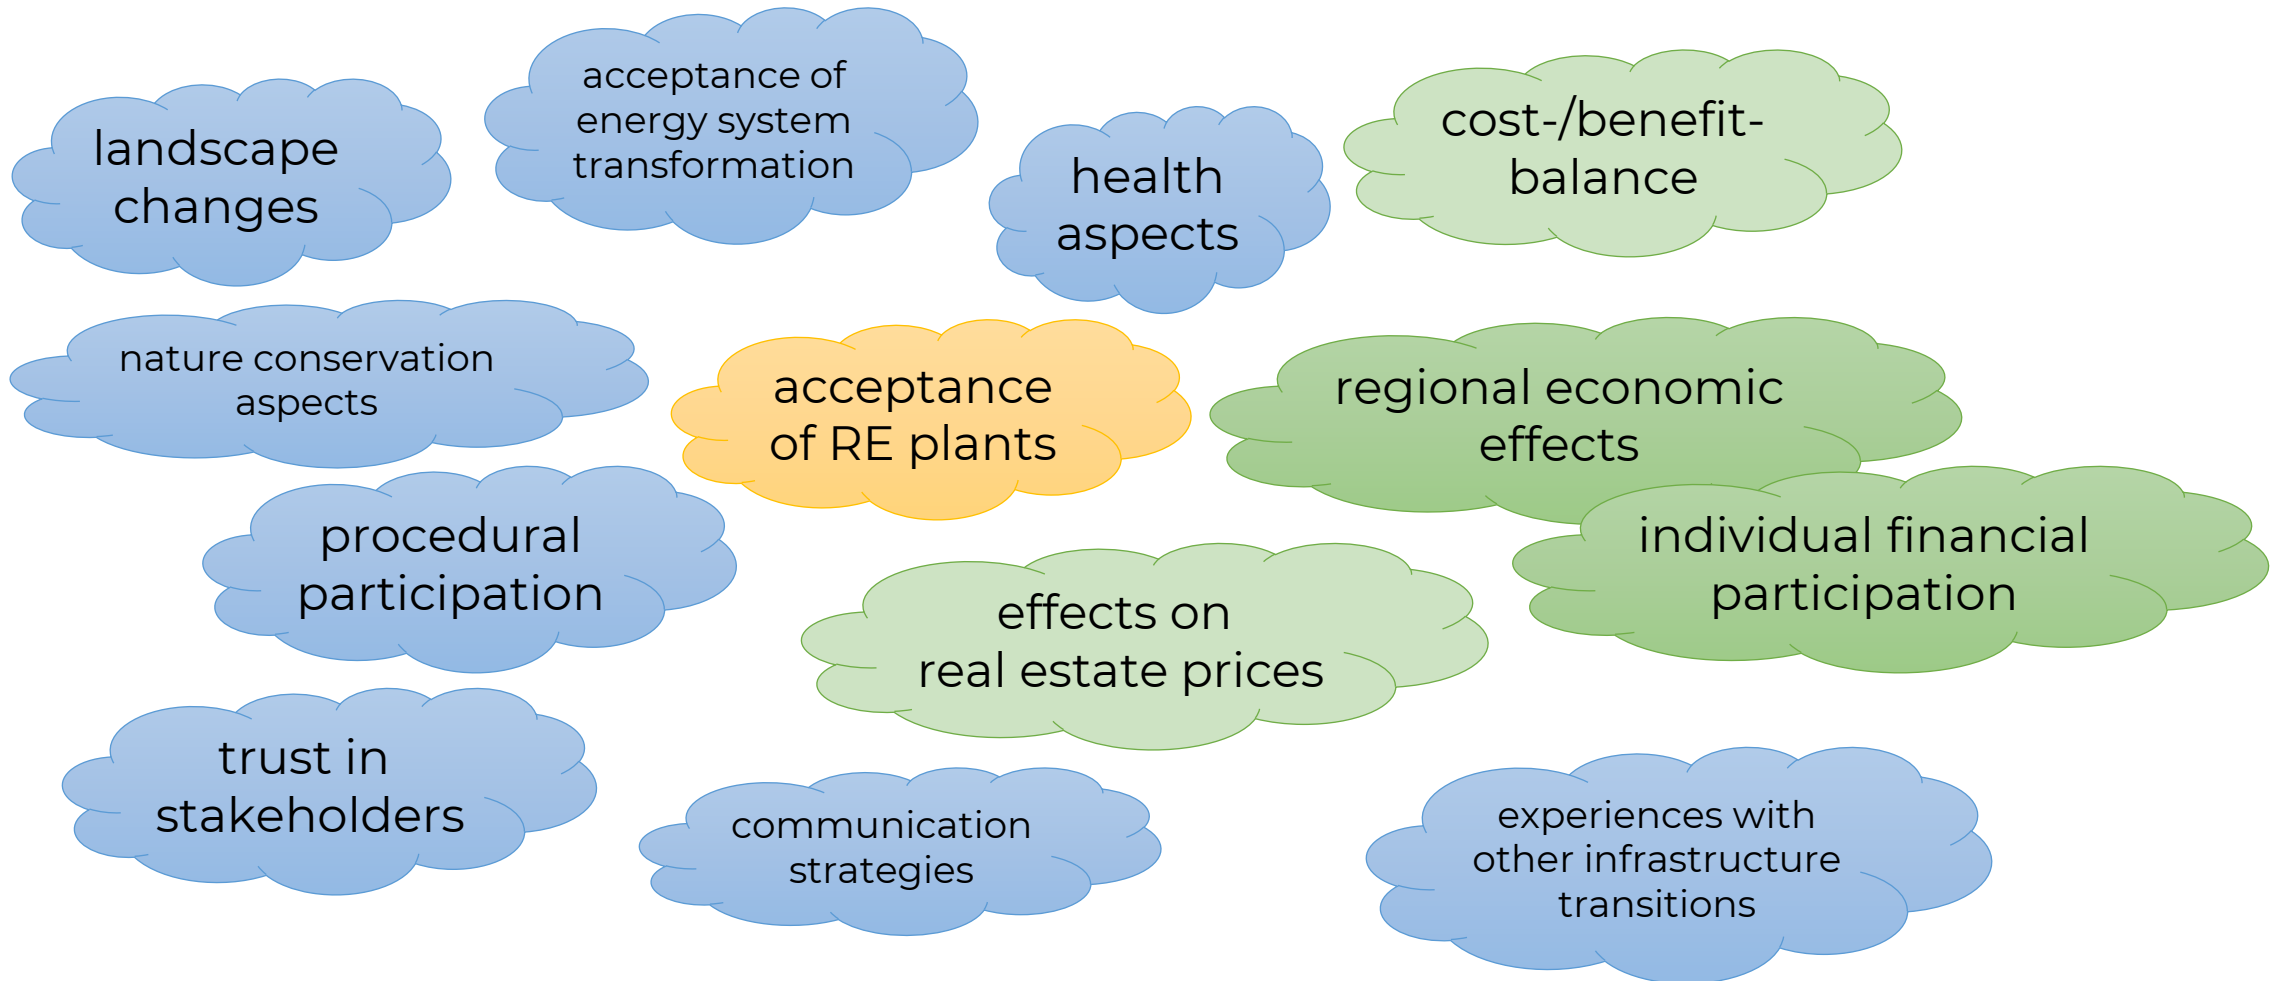 landscape
changes
acceptance of
energy system
transformation
health
aspects
cost-/benefit-
balance
nature conservation
aspects
acceptance
of RE plants
regional economic
effects
procedural
participation
individual financial
participation
effects on
real estate prices
trust in
stakeholders
communication
strategies
experiences with
other infrastructure
transitions